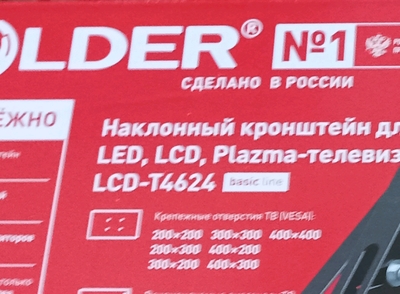 OLDER® №1
СДЕЛАНО В РОССИИ
ЁЖНО
Наклонный кронштейн дл
LED, LCD, Plazma-телевиз
LCD-T4624 basic line
Крепежные отверстия ТВ (VESA):
200×200 300×300 400×400
200×300 400×200
300×200 400×300